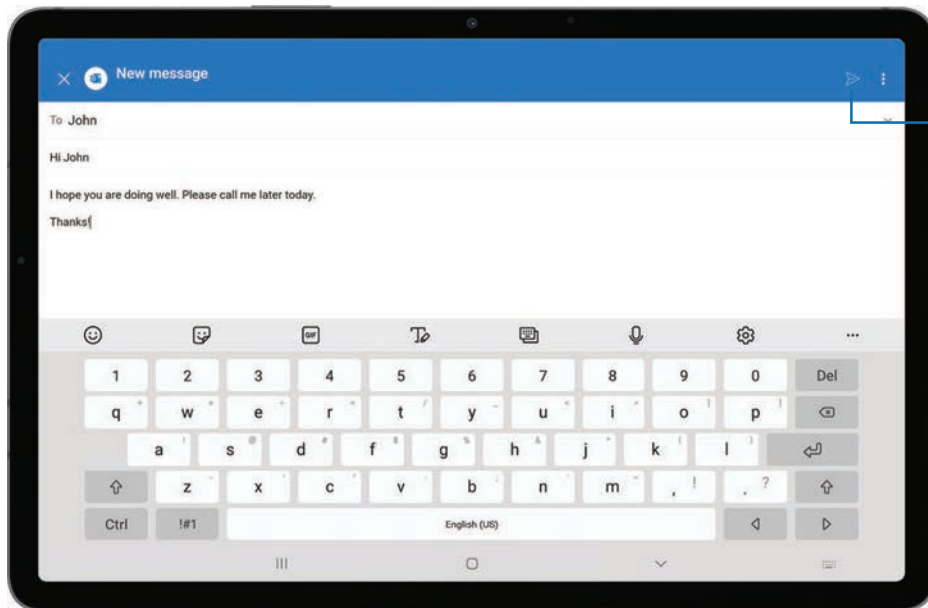 New message
To John
Hi John
I hope you are doing well. Please call me later today.
Thanks!
GIF
1 2 3 4 5 6 7 8 9 0 Del
q w e r t y u i o p
a s d f g h j k l
z x c v b n m , ! . ?
Ctrl !#1 English (US)